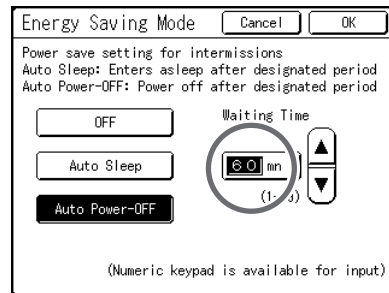 Energy Saving Mode Cancel OK
Power save setting for intermissions
Auto Sleep: Enters asleep after designated period
Auto Power-OFF: Power off after designated period
OFF
Waiting Time
Auto Sleep
60 mn
Auto Power-OFF
(Numeric keypad is available for input)